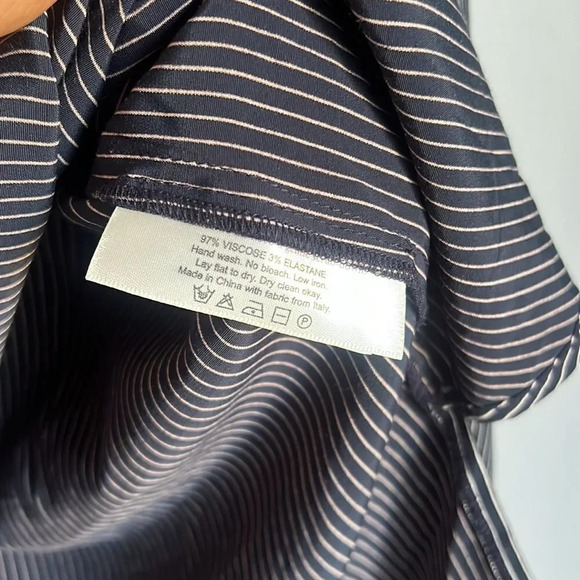 97% VISCOSE 3% ELASTANE
Hand wash. No bleach. Low iron.
Lay flat to dry. Dry clean okay.
Made in China with fabric from Italy.
P